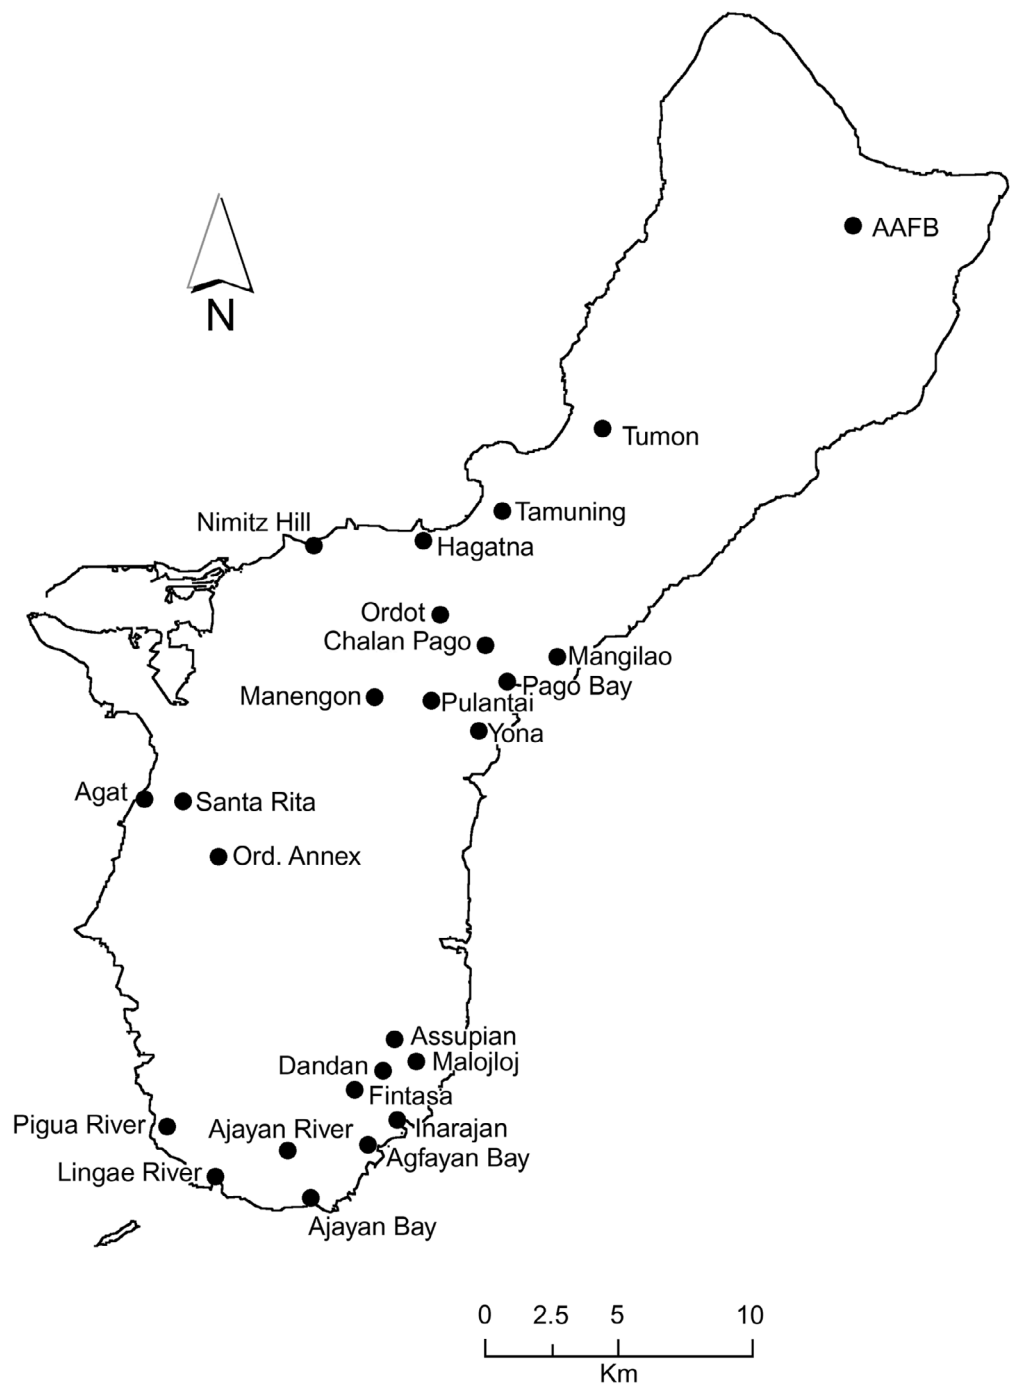 AAFB
N
Tumon
Tamuning
Nimitz Hill
Hagatna
Ordot
Chalan Pago
Mangilao
Pago Bay
Manengon
Pulantai
Yona
Agat
Santa Rita
Ord. Annex
Assupian
Malojloj
Dandan
Fintasa
Pigua River
Ajayan River
Inarajan
Agfayan Bay
Lingae River
Ajayan Bay
0 2.5 5 10
Km